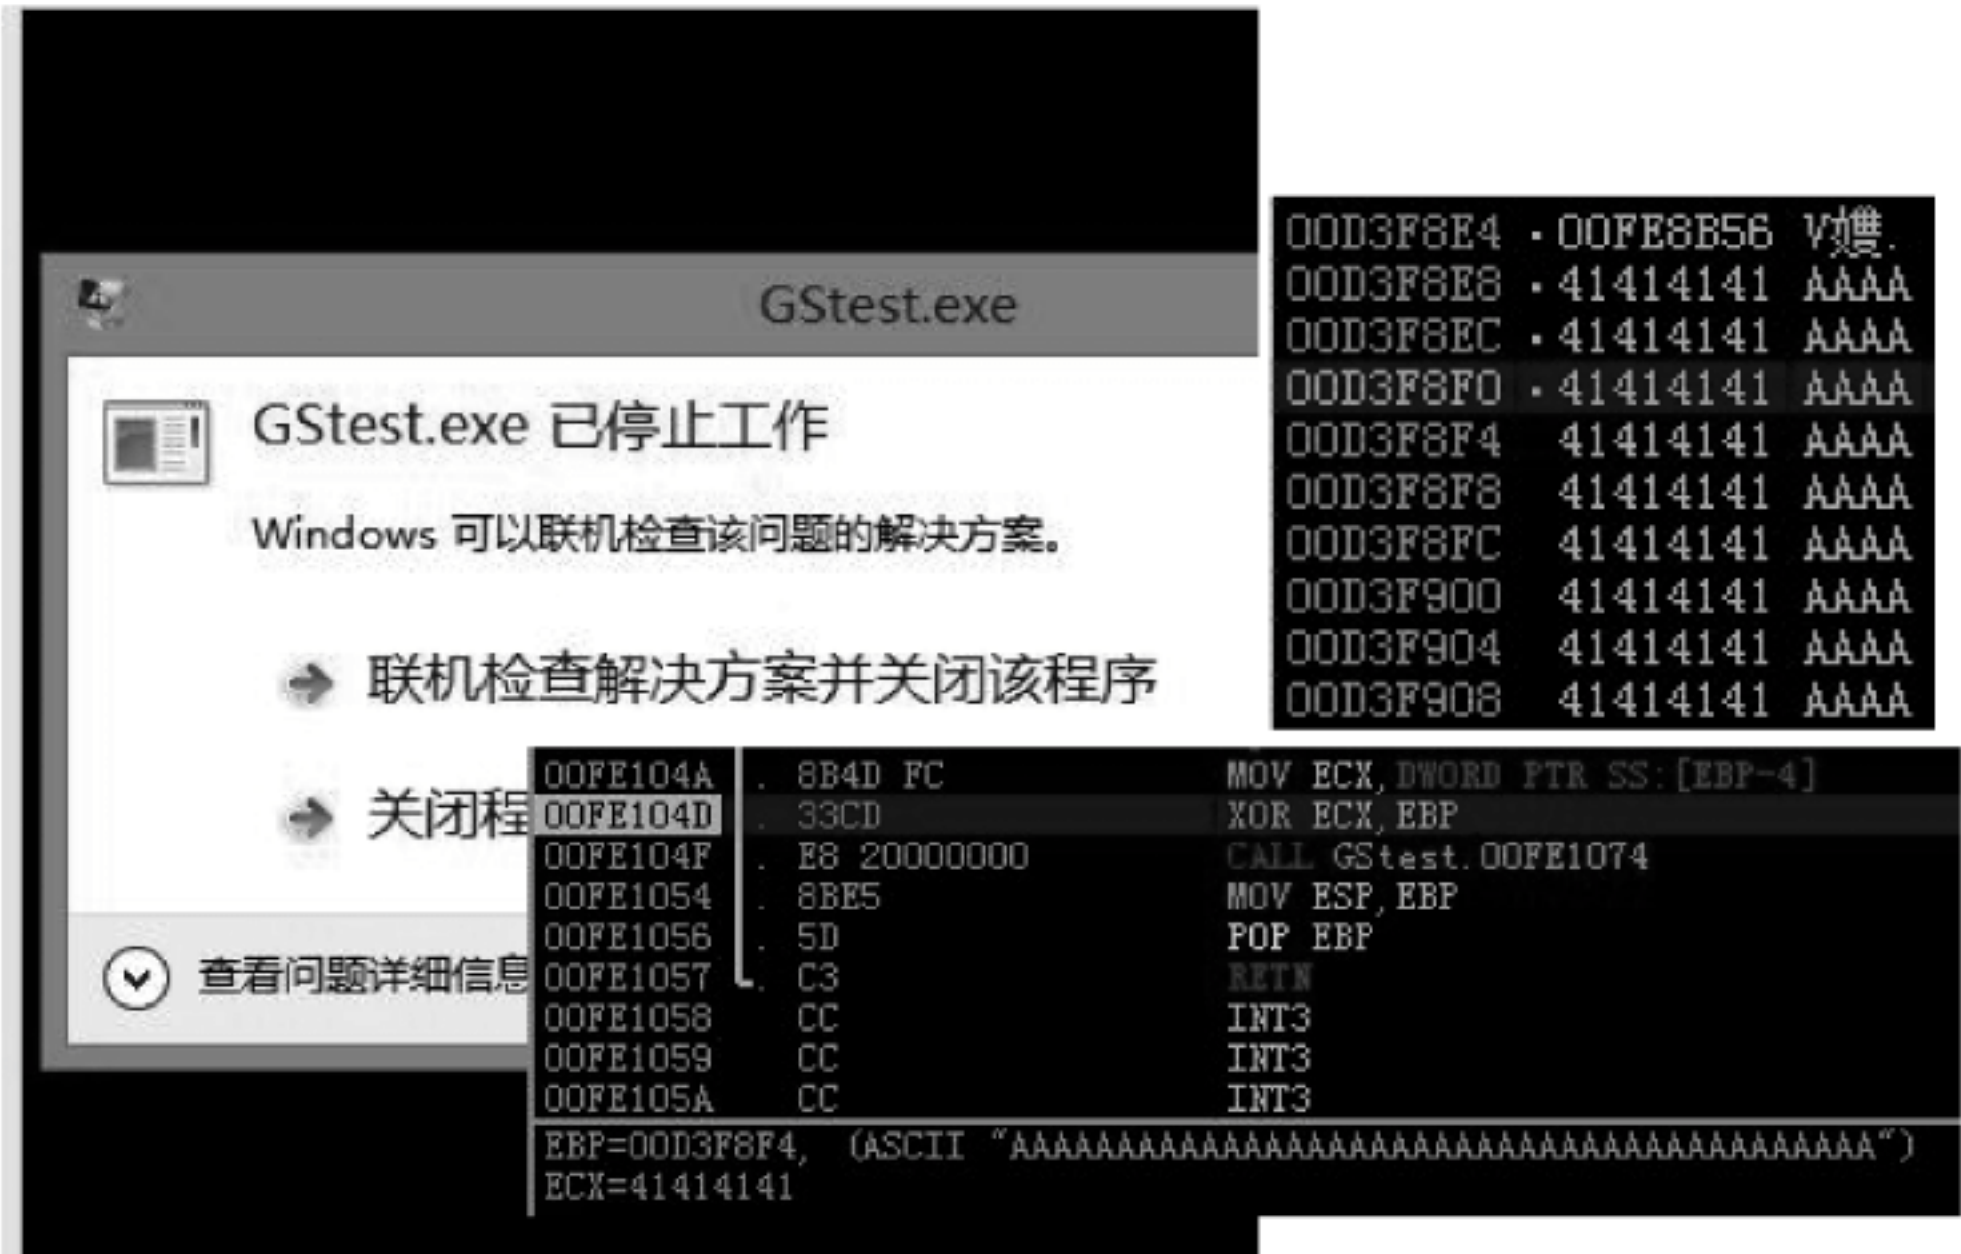 GStest.exe
GStest.exe 已停止工作
Windows 可以联机检查该问题的解决方案。
联机检查解决方案并关闭该程序
关闭程
查看问题详细信息
00D3F8E4 ·00FE8B56 V.
00D3F8E8 ·41414141 AAAA
00D3F8EC ·41414141 AAAA
00D3F8F0 ·41414141 AAAA
00D3F8F4 41414141 AAAA
00D3F8F8 41414141 AAAA
00D3F8FC 41414141 AAAA
00D3F900 41414141 AAAA
00D3F904 41414141 AAAA
00D3F908 41414141 AAAA
00FE104A . 8B4D FC MOV ECX,DWORD PTR SS:[EBP-4]
00FE104D . 33CD XOR ECX,EBP
00FE104F . E8 20000000 CALL GStest.00FE1074
00FE1054 . 8BE5 MOV ESP,EBP
00FE1056 . 5D POP EBP
00FE1057 . C3 RETN
00FE1058 CC INT3
00FE1059 CC INT3
00FE105A CC INT3
EBP=00D3F8F4, (ASCII "AAAAAAAAAAAAAAAAAAAAAAAAAAAAAAAAAAAAAAAAA")
ECX=41414141